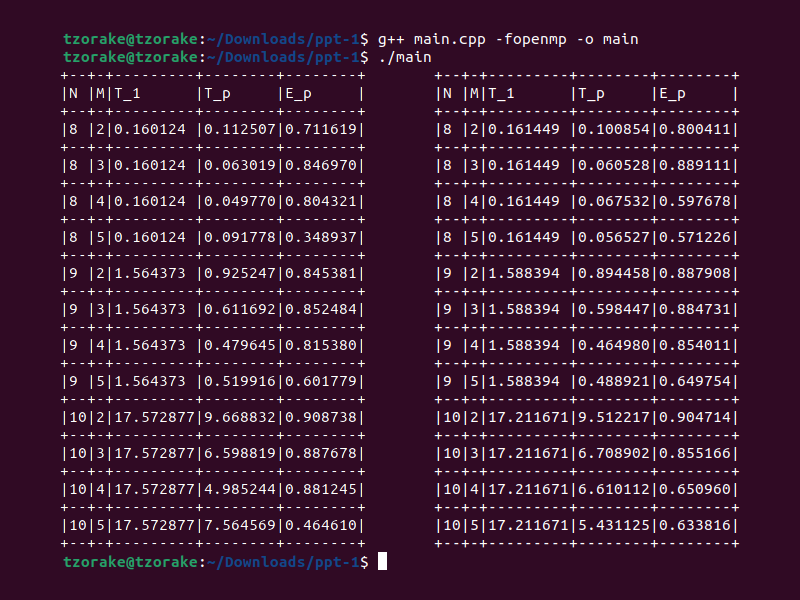 tzorake@tzorake:~/Downloads/ppt-1$ g++ main.cpp -fopenmp -o main
tzorake@tzorake:~/Downloads/ppt-1$ ./main
+--+-+---------+--------+--------+        +--+-+---------+--------+--------+
|N |M|T_1      |T_p     |E_p     |        |N |M|T_1      |T_p     |E_p     |
+--+-+---------+--------+--------+        +--+-+---------+--------+--------+
|8 |2|0.160124 |0.112507|0.711619|        |8 |2|0.161449 |0.100854|0.800411|
+--+-+---------+--------+--------+        +--+-+---------+--------+--------+
|8 |3|0.160124 |0.063019|0.846970|        |8 |3|0.161449 |0.060528|0.889111|
+--+-+---------+--------+--------+        +--+-+---------+--------+--------+
|8 |4|0.160124 |0.049770|0.804321|        |8 |4|0.161449 |0.067532|0.597678|
+--+-+---------+--------+--------+        +--+-+---------+--------+--------+
|8 |5|0.160124 |0.091778|0.348937|        |8 |5|0.161449 |0.056527|0.571226|
+--+-+---------+--------+--------+        +--+-+---------+--------+--------+
|9 |2|1.564373 |0.925247|0.845381|        |9 |2|1.588394 |0.894458|0.887908|
+--+-+---------+--------+--------+        +--+-+---------+--------+--------+
|9 |3|1.564373 |0.611692|0.852484|        |9 |3|1.588394 |0.598447|0.884731|
+--+-+---------+--------+--------+        +--+-+---------+--------+--------+
|9 |4|1.564373 |0.479645|0.815380|        |9 |4|1.588394 |0.464980|0.854011|
+--+-+---------+--------+--------+        +--+-+---------+--------+--------+
|9 |5|1.564373 |0.519916|0.601779|        |9 |5|1.588394 |0.488921|0.649754|
+--+-+---------+--------+--------+        +--+-+---------+--------+--------+
|10|2|17.572877|9.668832|0.908738|        |10|2|17.211671|9.512217|0.904714|
+--+-+---------+--------+--------+        +--+-+---------+--------+--------+
|10|3|17.572877|6.598819|0.887678|        |10|3|17.211671|6.708902|0.855166|
+--+-+---------+--------+--------+        +--+-+---------+--------+--------+
|10|4|17.572877|4.985244|0.881245|        |10|4|17.211671|6.610112|0.650960|
+--+-+---------+--------+--------+        +--+-+---------+--------+--------+
|10|5|17.572877|7.564569|0.464610|        |10|5|17.211671|5.431125|0.633816|
+--+-+---------+--------+--------+        +--+-+---------+--------+--------+
tzorake@tzorake:~/Downloads/ppt-1$